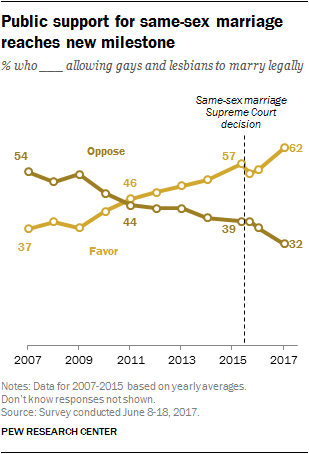 Public support for same-sex marriage
reaches new milestone
% who ___ allowing gays and lesbians to marry legally
Same-sex marriage
Supreme Court
decision
54
Oppose
46
57
62
37
Favor
44
39
32
2007
2009
2011
2013
2015
2017
Notes: Data for 2007-2015 based on yearly averages.
Don't know responses not shown.
Source: Survey conducted June 8-18, 2017.
PEW RESEARCH CENTER